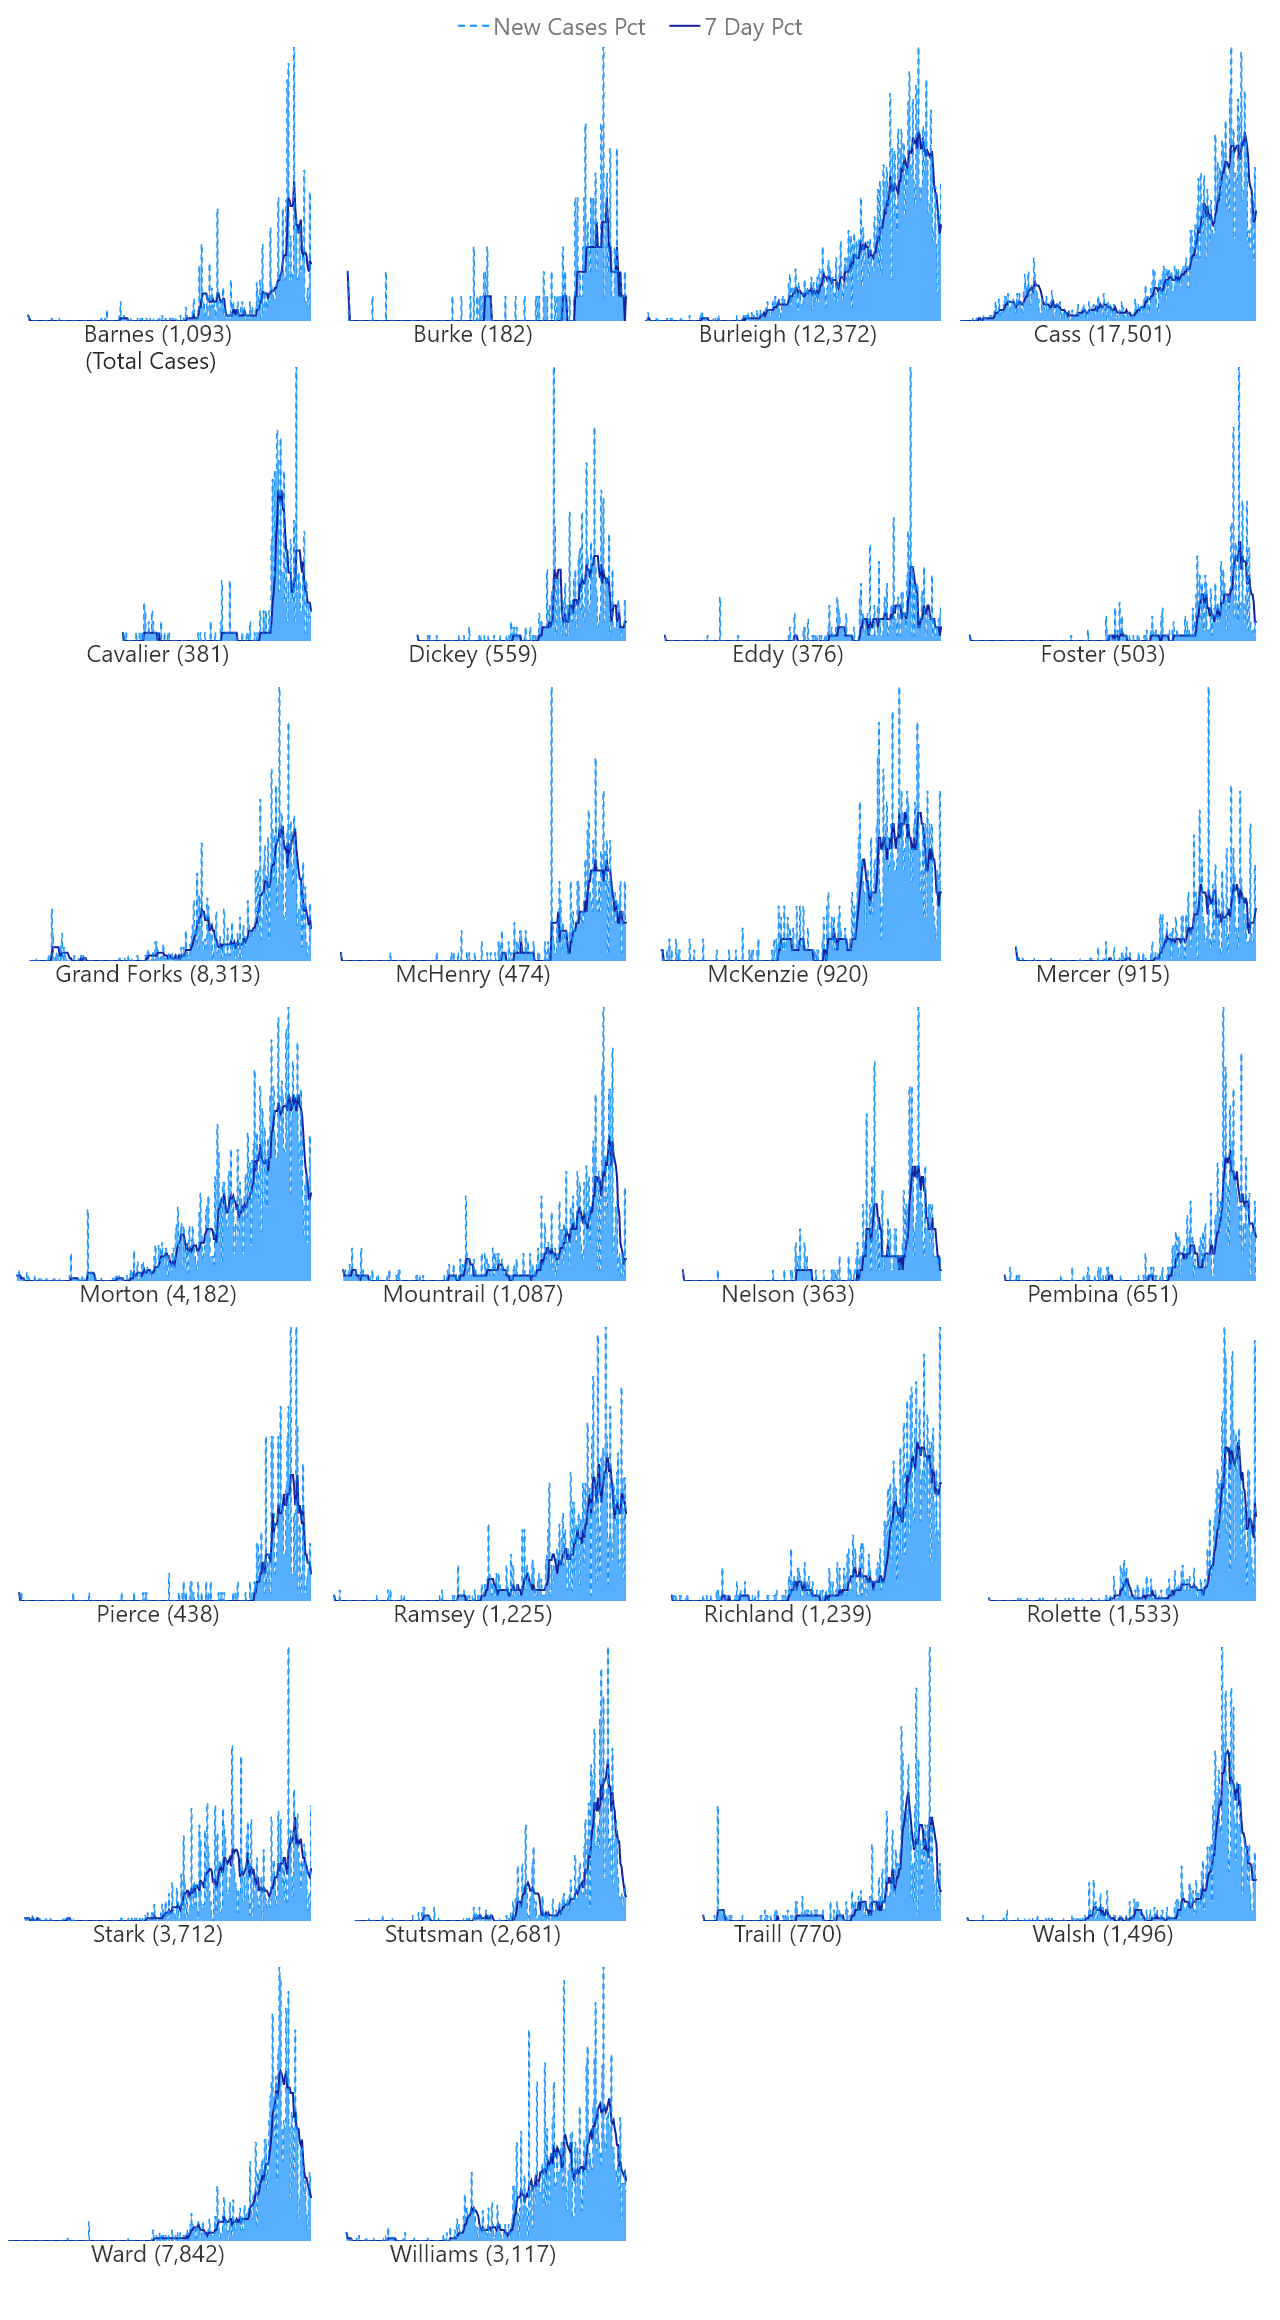 New Cases Pct 7 Day Pct
Barnes (1,093) Burke (182) Burleigh (12,372) Cass (17,501)
(Total Cases)
Cavalier (381) Dickey (559) Eddy (376) Foster (503)
Grand Forks (8,313) McHenry (474) McKenzie (920) Mercer (915)
Morton (4,182) Mountrail (1,087) Nelson (363) Pembina (651)
Pierce (438) Ramsey (1,225) Richland (1,239) Rolette (1,533)
Stark (3,712) Stutsman (2,681) Traill (770) Walsh (1,496)
Ward (7,842) Williams (3,117)